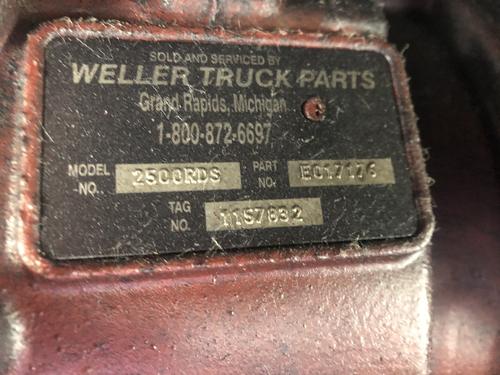 SOLD AND SERVICED BY
WELLER TRUCK PARTS
Grand Rapids, Michigan
1-800-872-6697
MODEL NO. 2500RDS PART NO. EC17176
TAG NO. 1157832